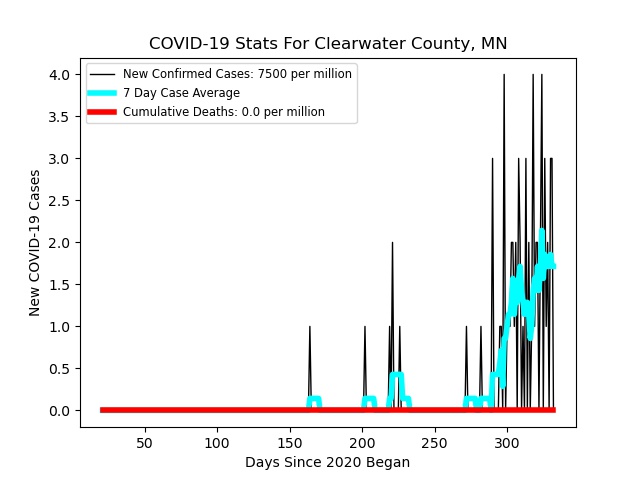 COVID-19 Stats For Clearwater County, MN
New Confirmed Cases: 7500 per million
7 Day Case Average
Cumulative Deaths: 0.0 per million
New COVID-19 Cases
4.0
3.5
3.0
2.5
2.0
1.5
1.0
0.5
0.0
50 100 150 200 250 300
Days Since 2020 Began